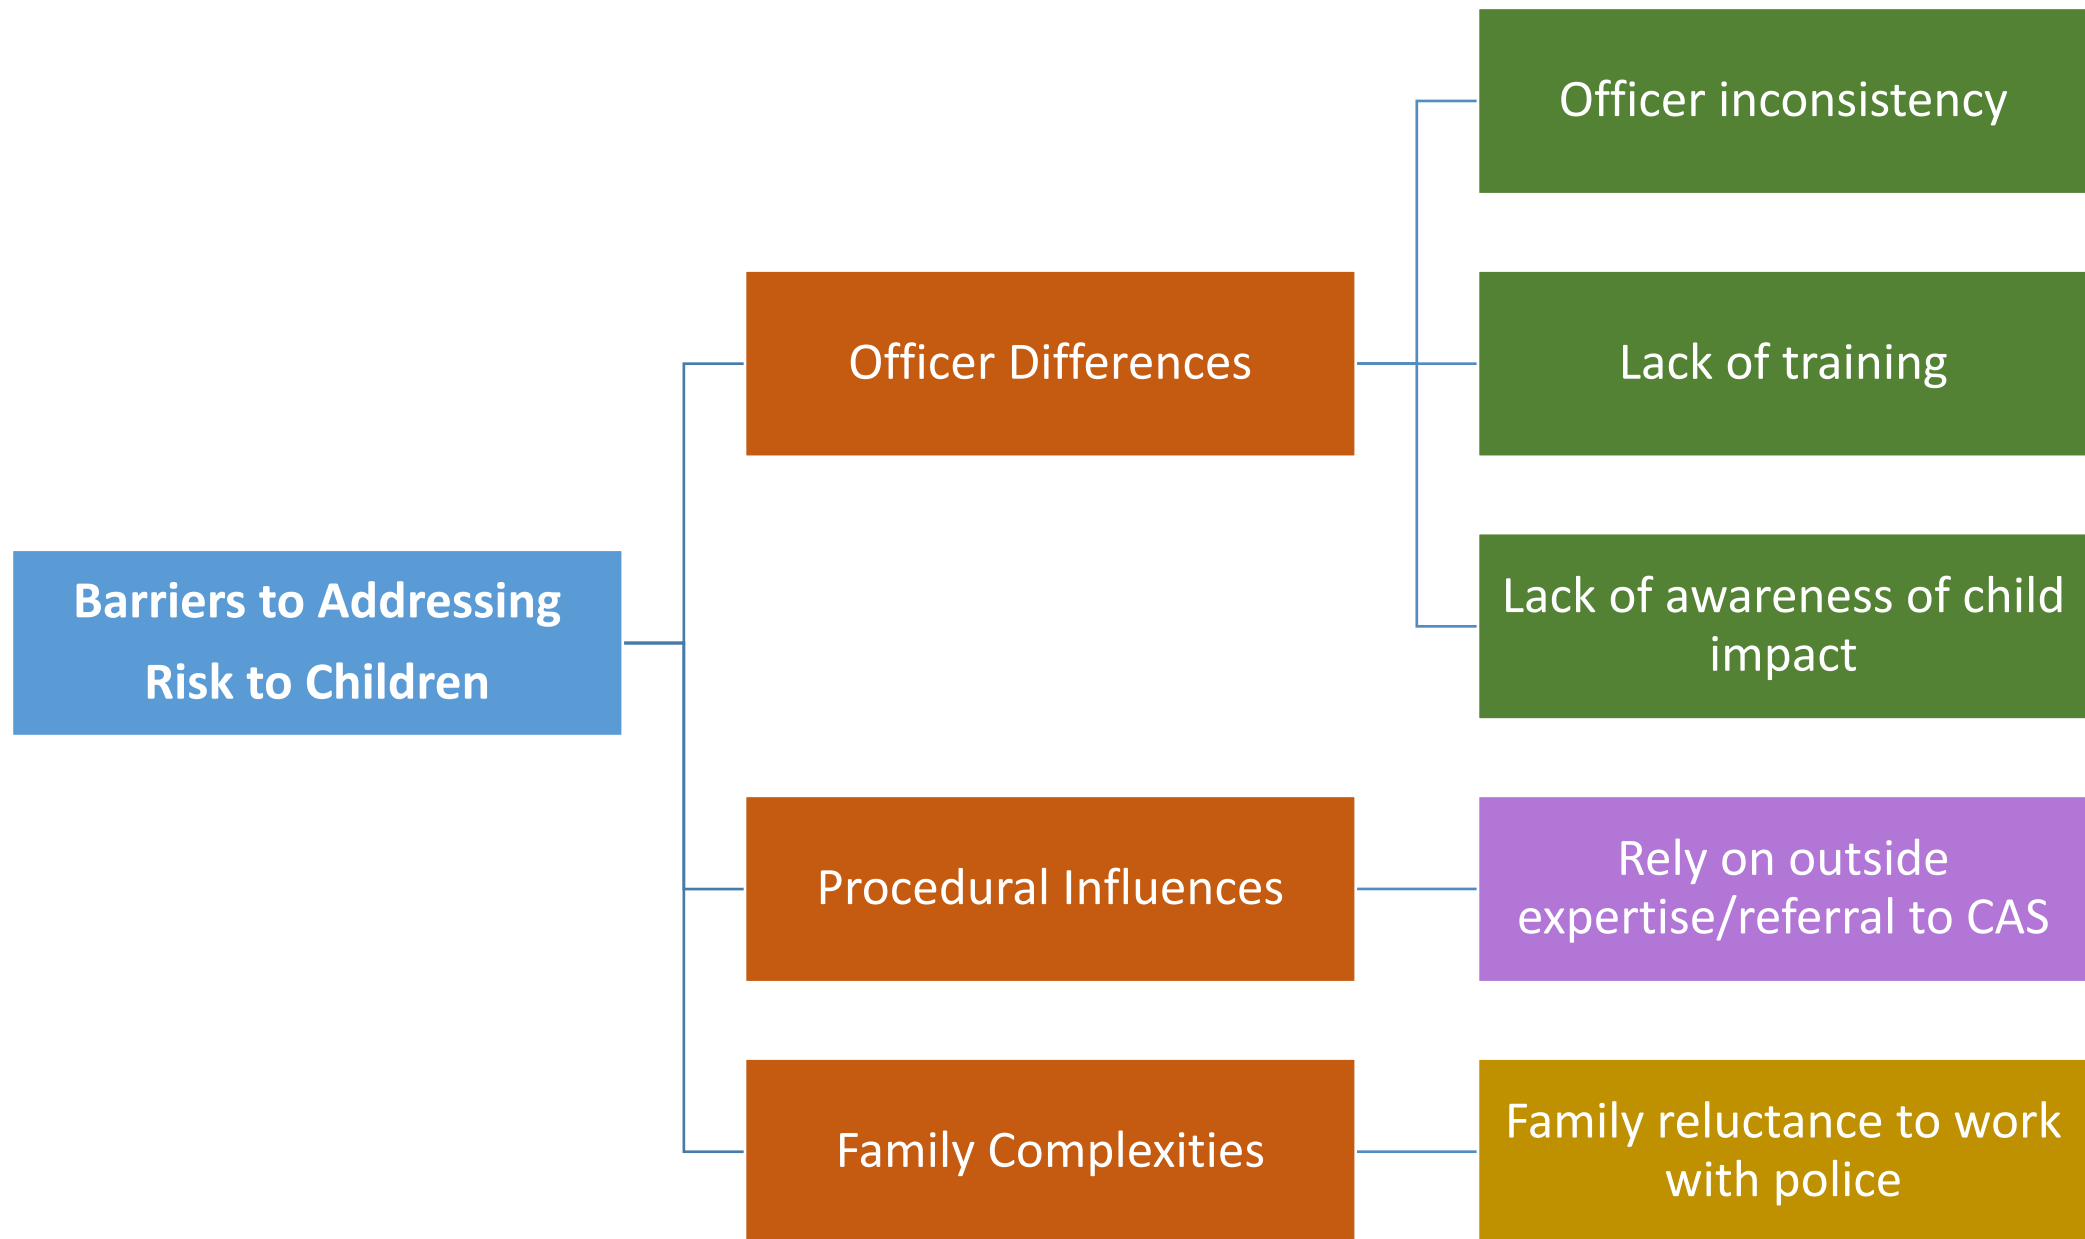 Officer inconsistency
Officer Differences
Lack of training
Barriers to Addressing
Risk to Children
Lack of awareness of child
impact
Procedural Influences
Rely on outside
expertise/referral to CAS
Family Complexities
Family reluctance to work
with police